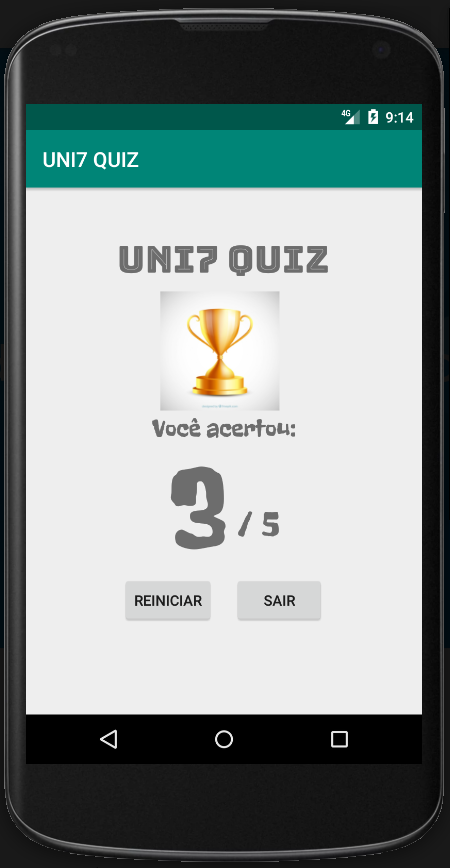 4G 9:14
UNI7 QUIZ
UNI7 QUIZ
Você acertou:
3 / 5
REINICIAR SAIR